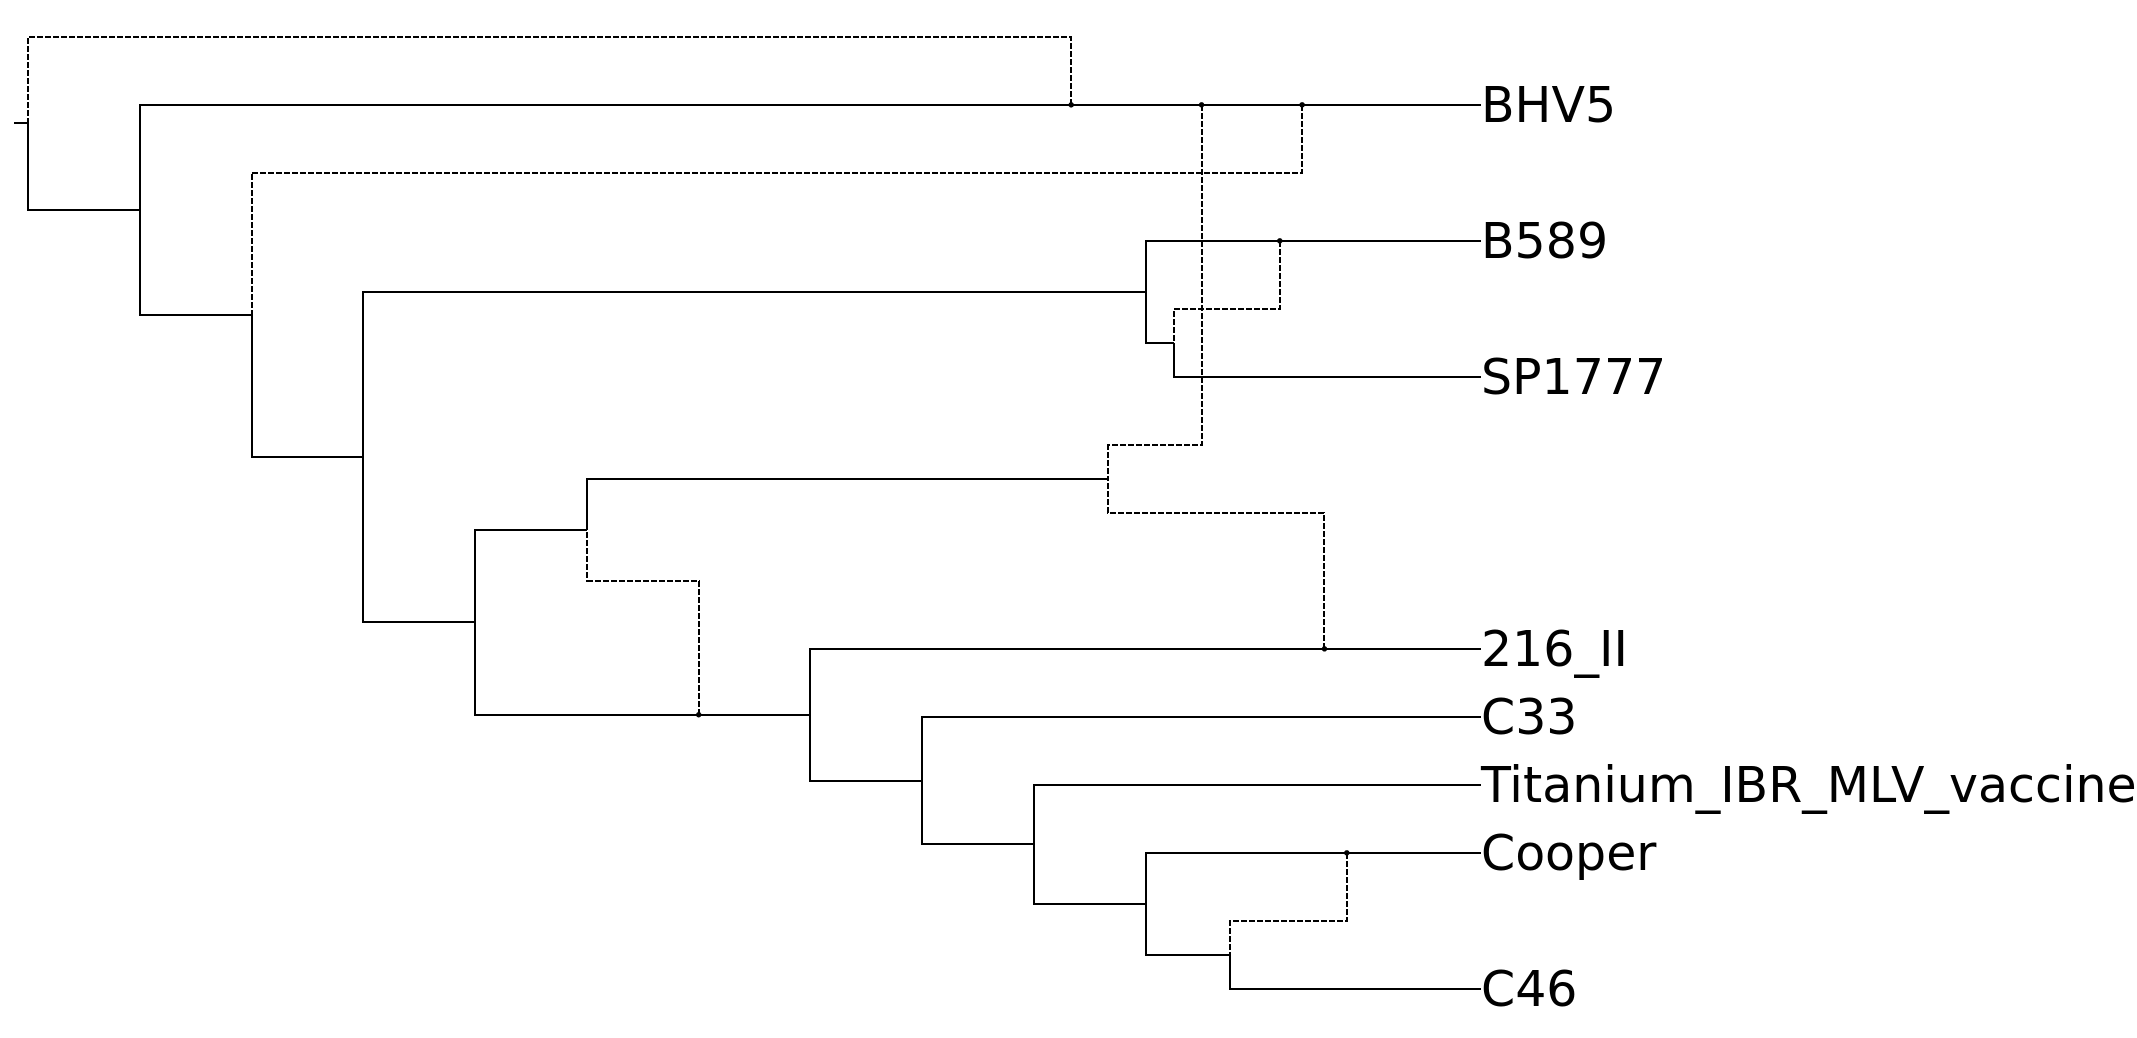 BHV5
B589
SP1777
216_II
C33
Titanium_IBR_MLV_vaccine
Cooper
C46